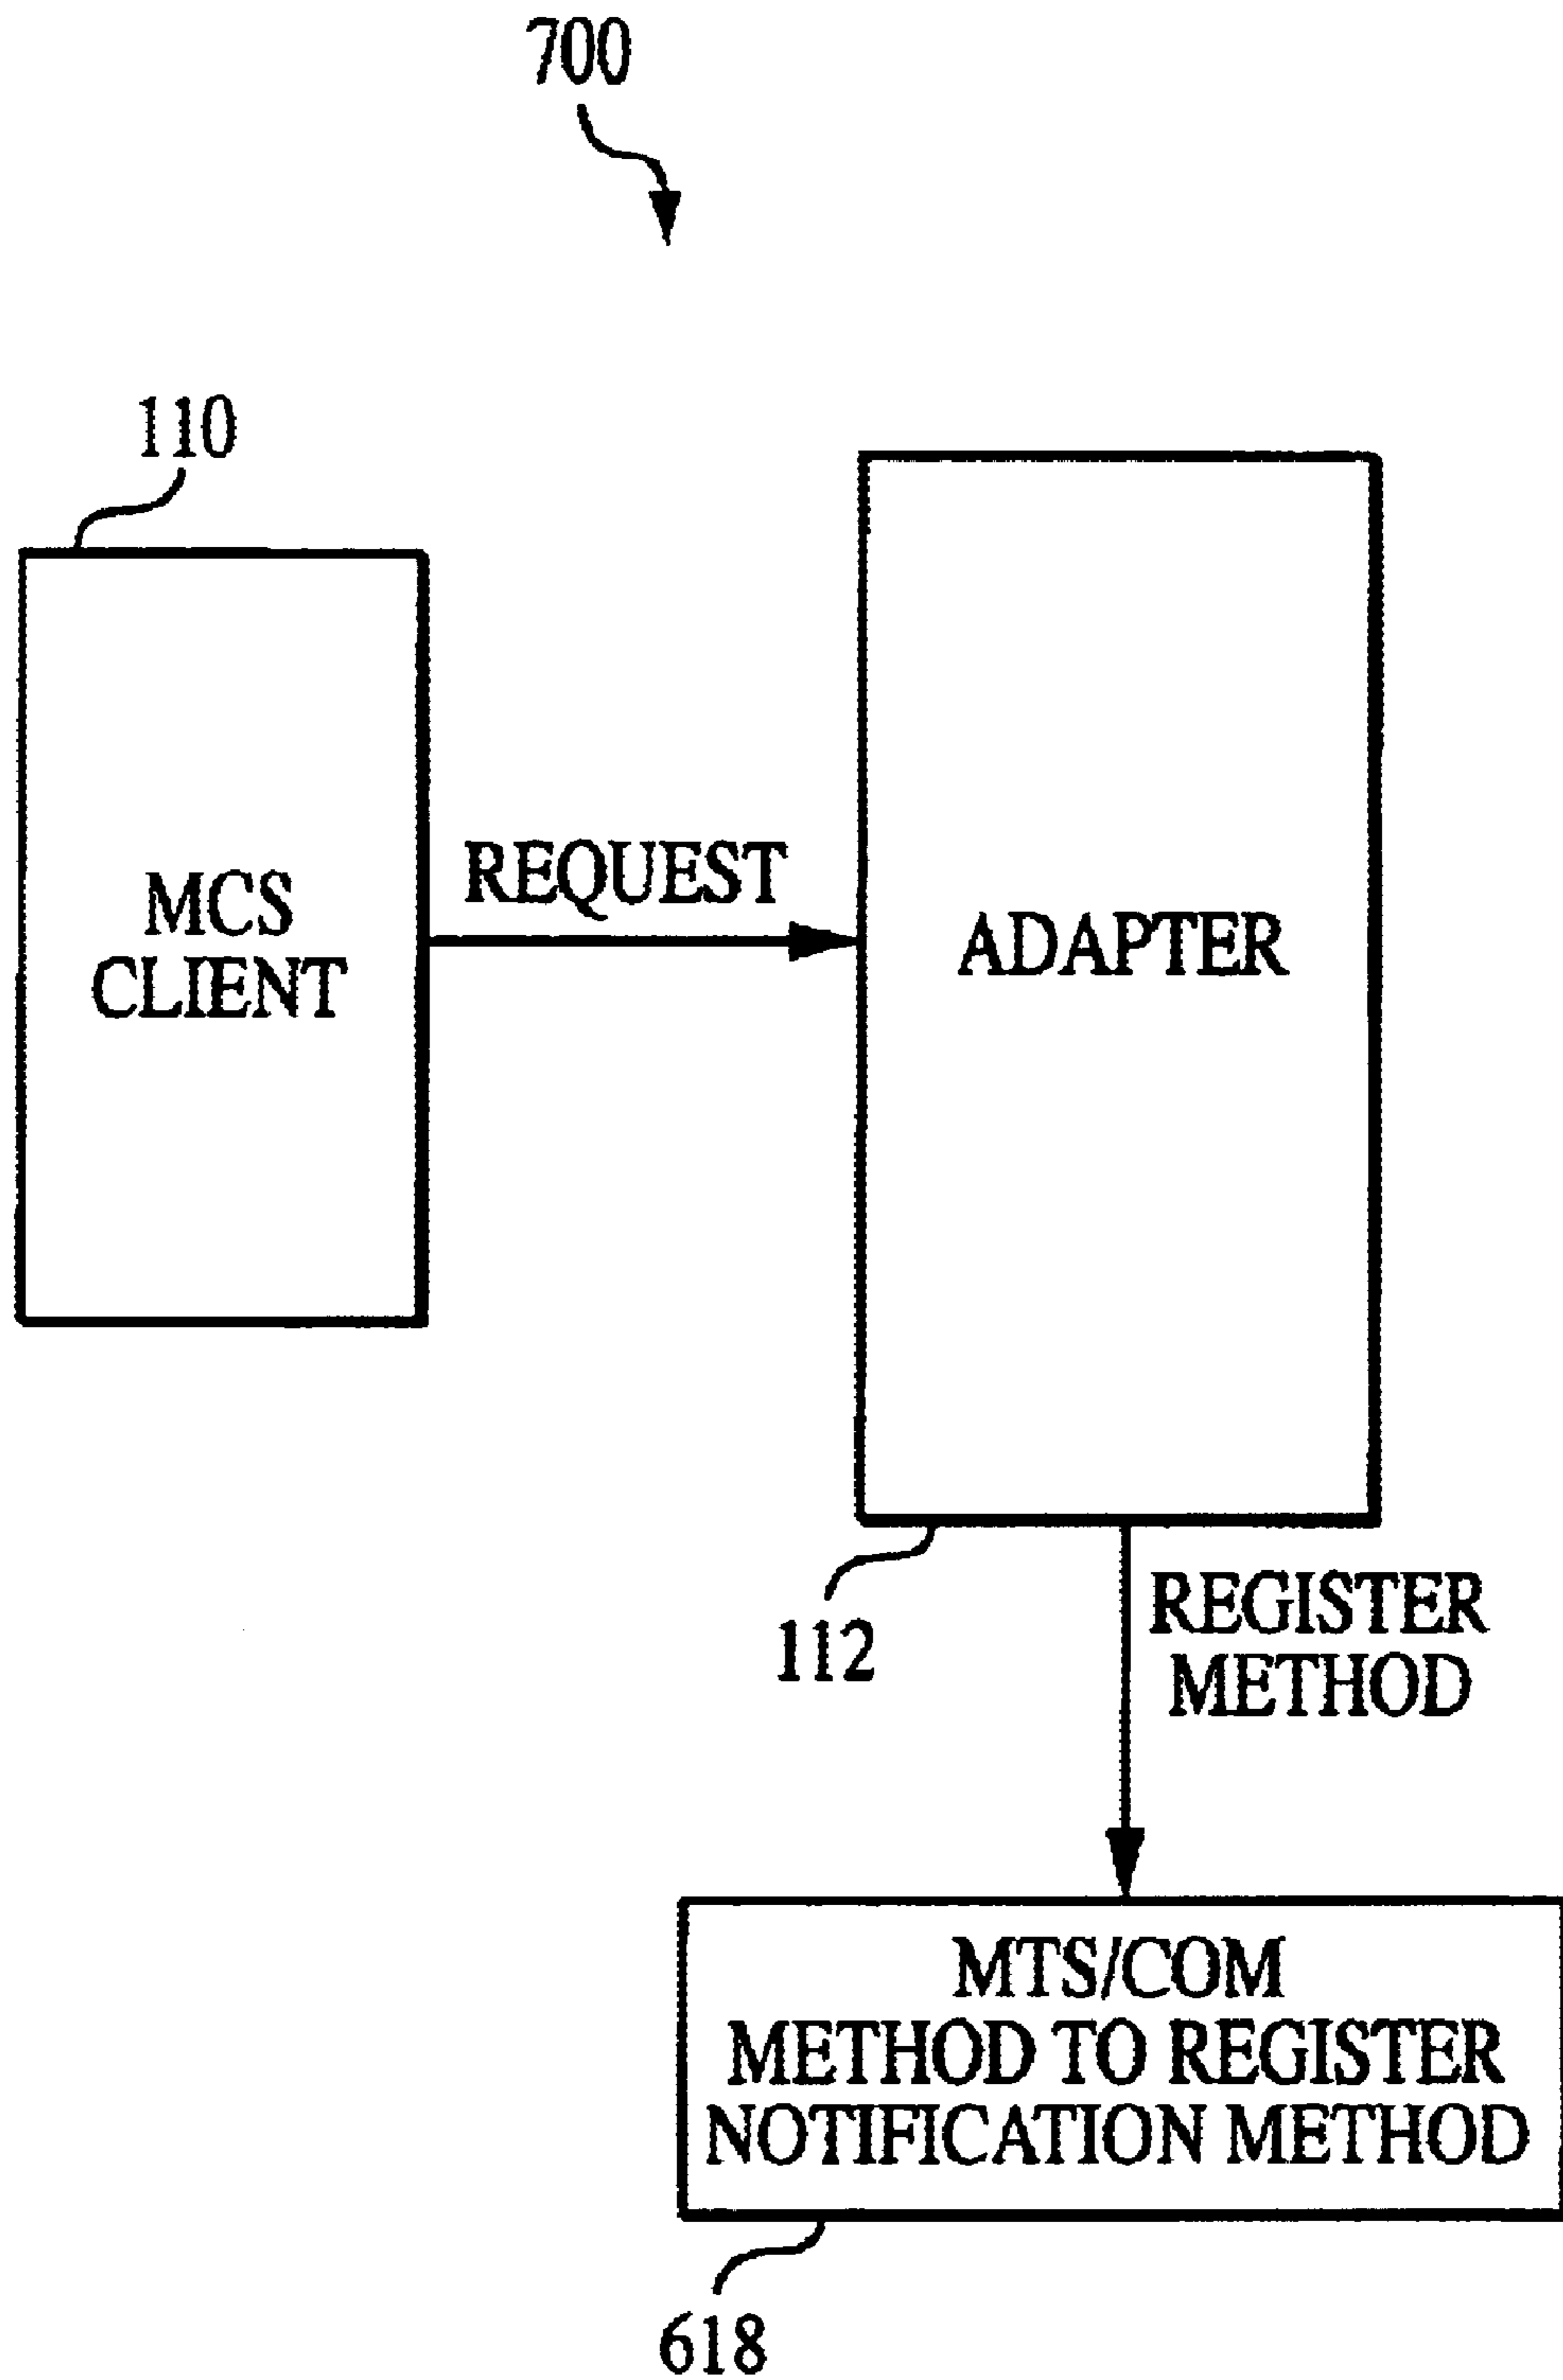 700
110
MCS
CLIENT
REQUEST
ADAPTER
112
REGISTER
METHOD
MTS/COM
METHOD TO REGISTER
NOTIFICATION METHOD
618